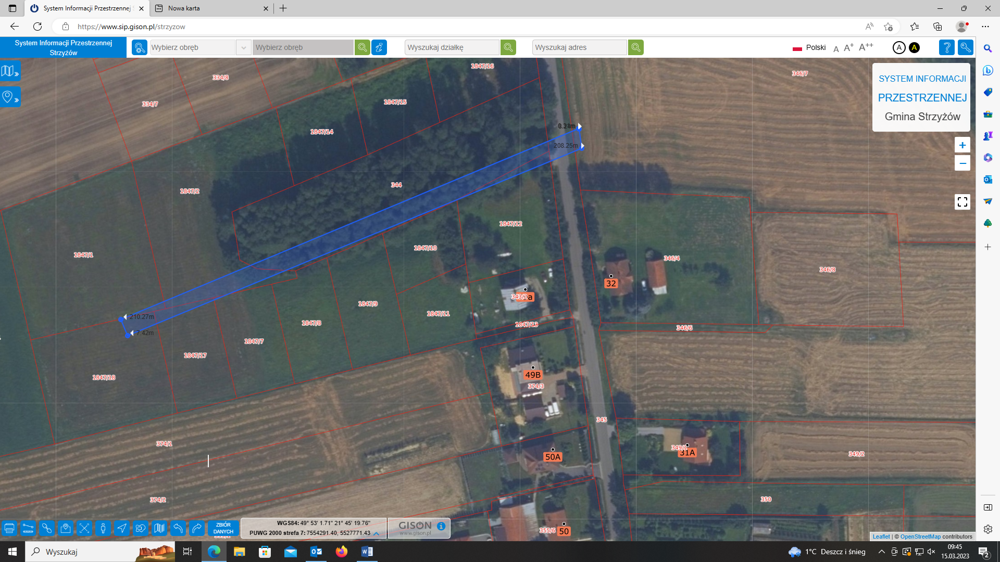 System Informacji Przestrzennej S
Nowa karta
https://www.sip.gison.pl/strzyzow
System Informacji Przestrzennej
Strzyżów
Wybierz obręb
Wybierz obręb
Wyszukaj działkę
Wyszukaj adres
Polski
A A+ A++
A A
SYSTEM INFORMACJI
PRZESTRZENNEJ
Gmina Strzyżów
+
−
1847/16
334/8
346/7
1847/15
334/7
1847/14
208.25m
344
1847/2
1847/12
1847/10
1847/1
346/4
346/8
32
343/2
1847/9
1847/11
210.27m
7.42m
1847/8
1847/13
346/6
1847/7
1847/17
49B
1847/18
374/3
345
374/1
349/1
31A
349/2
50A
374/2
350
355/6
50
ZBIÓR
DANYCH
WGS84: 49° 53' 1.71" 21° 45' 19.76"
PUWG 2000 strefa 7: 7554291.40, 5527771.43
GISON
www.gison.pl
Leaflet | © OpenStreetMap contributors
Wyszukaj
1°C Deszcz i śnieg
09:45
15.03.2023
2